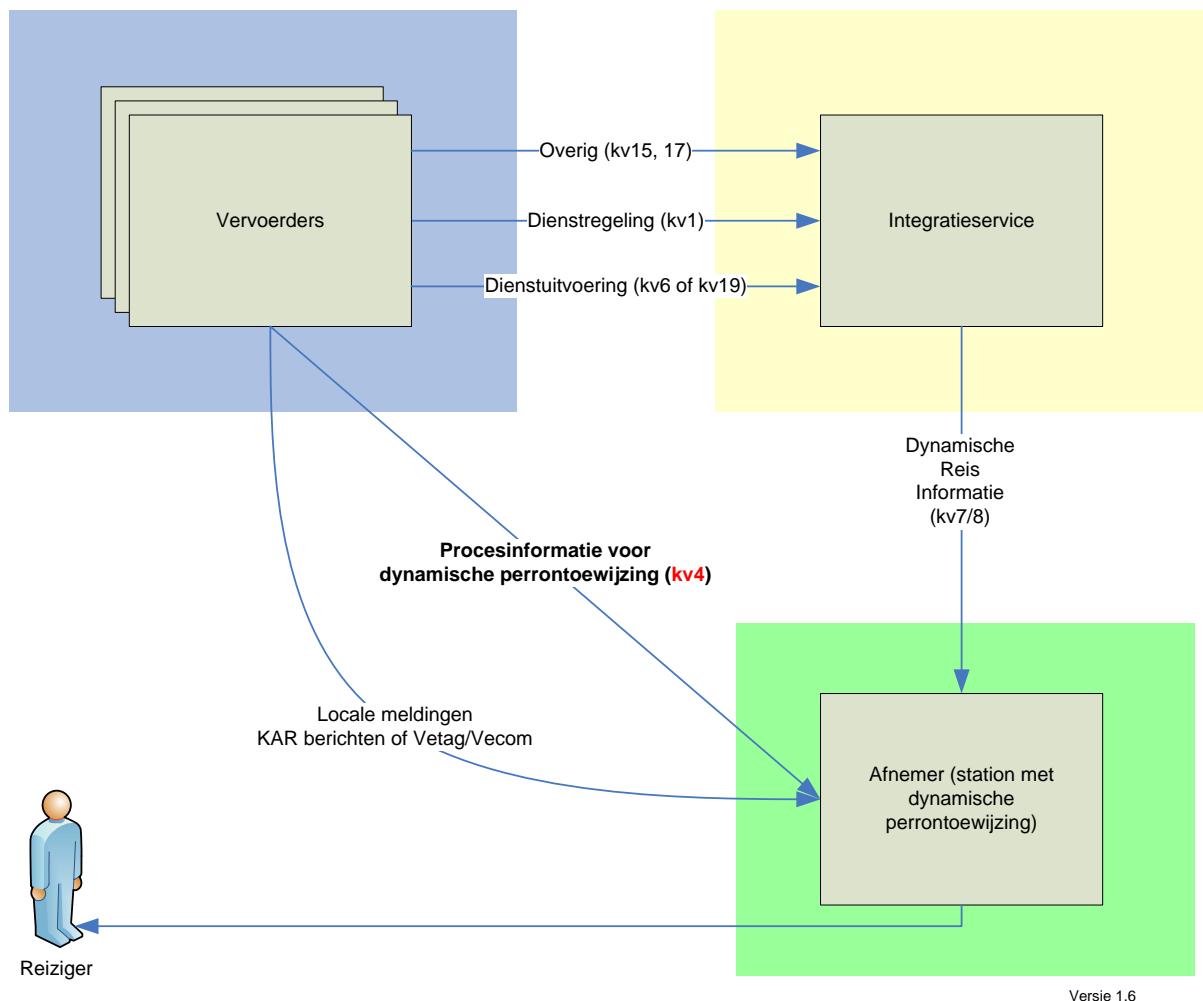 Vervoerders
Overig (kv15, 17)
Dienstregeling (kv1)
Dienstuitvoering (kv6 of kv19)
Integratieservice
Dynamische
Reis
Informatie
(kv7/8)
Procesinformatie voor
dynamische perrontoewijzing (kv4)
Locale meldingen
KAR berichten of Vetag/Vecom
Afnemer (station met
dynamische
perrontoewijzing)
Reiziger
Versie 1.6